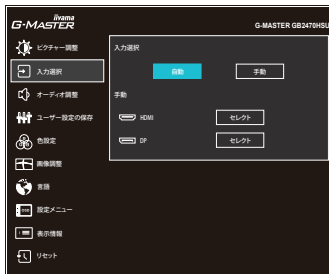 iiyama
G-MASTER
G-MASTER GB2470HSU
ピクチャー調整
入力選択
オーディオ調整
ユーザー設定の保存
色設定
画像調整
言語
設定メニュー
表示情報
リセット
入力選択
自動 手動
手動
HDMI セレクト
DP セレクト